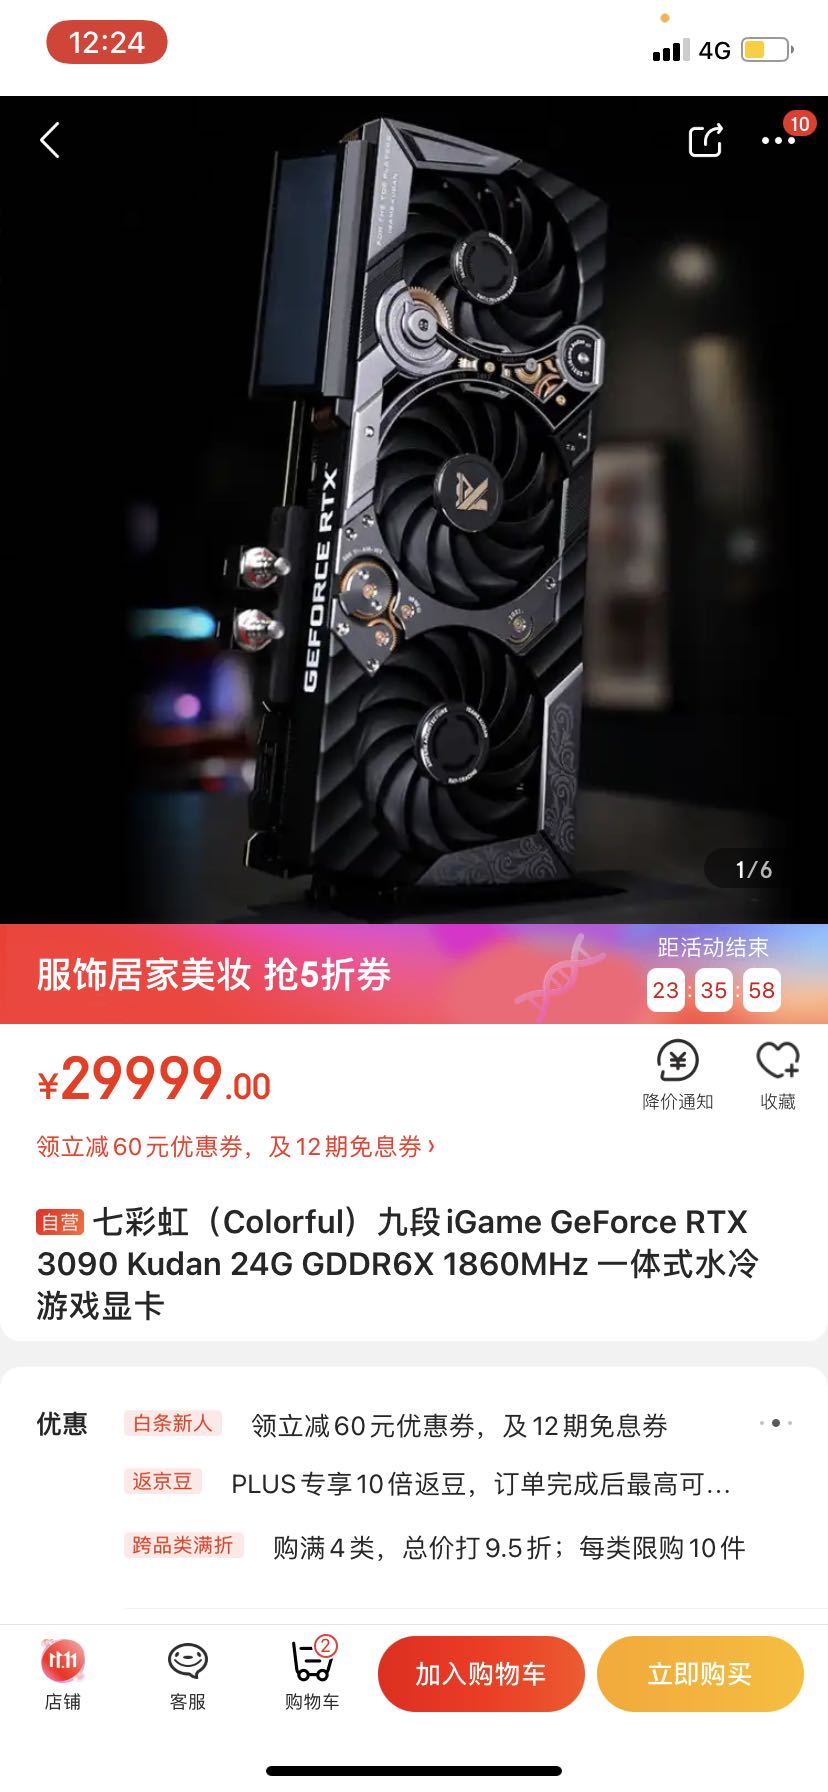 12:24
4G
10
FOR THE TOP PLAYERS
GEFORCE RTX
1/6
服饰居家美妆 抢5折券
距活动结束
23:35:58
¥29999.00
降价通知
收藏
领立减60元优惠券，及12期免息券›
自营 七彩虹（Colorful）九段iGame GeForce RTX
3090 Kudan 24G GDDR6X 1860MHz 一体式水冷
游戏显卡
优惠
白条新人 领立减60元优惠券，及12期免息券
返京豆 PLUS专享10倍返豆，订单完成后最高可...
跨品类满折 购满4类，总价打9.5折；每类限购10件
11.11
店铺
客服
2
购物车
加入购物车
立即购买